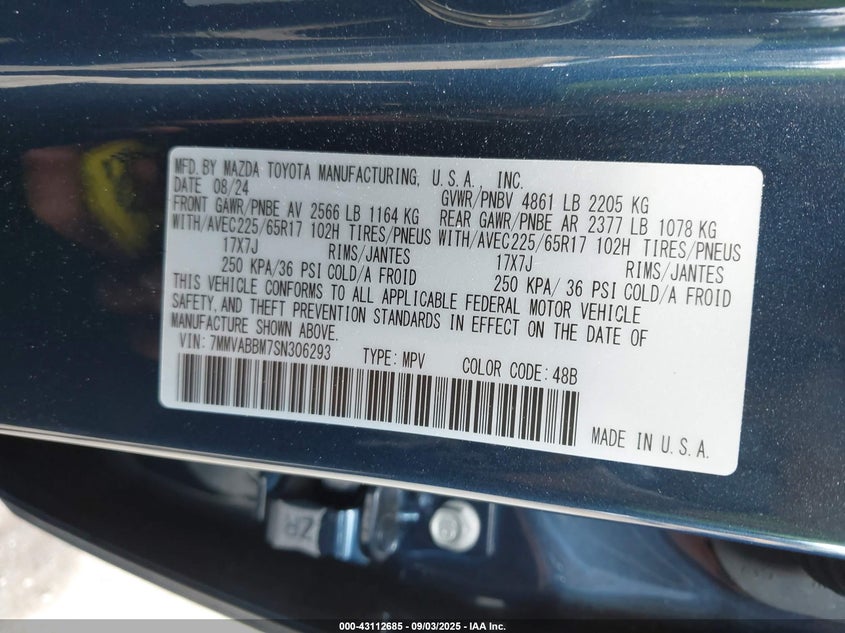 MFD. BY MAZDA TOYOTA MANUFACTURING, U.S.A. INC.
DATE 08/24 GVWR/PNBV 4861 LB 2205 KG
FRONT GAWR/PNBE AV 2566 LB 1164 KG REAR GAWR/PNBE AR 2377 LB 1078 KG
WITH/AVEC225/65R17 102H TIRES/PNEUS WITH/AVEC225/65R17 102H TIRES/PNEUS
17X7J RIMS/JANTES 17X7J RIMS/JANTES
250 KPA/36 PSI COLD/A FROID 250 KPA/ 36 PSI COLD/A FROID
THIS VEHICLE CONFORMS TO ALL APPLICABLE FEDERAL MOTOR VEHICLE
SAFETY, AND THEFT PREVENTION STANDARDS IN EFFECT ON THE DATE OF
MANUFACTURE SHOWN ABOVE.
VIN: 7MMVABBM7SN306293 TYPE: MPV COLOR CODE: 48B
MADE IN U.S.A.
ZR
000-43112685 - 09/03/2025 - IAA Inc.